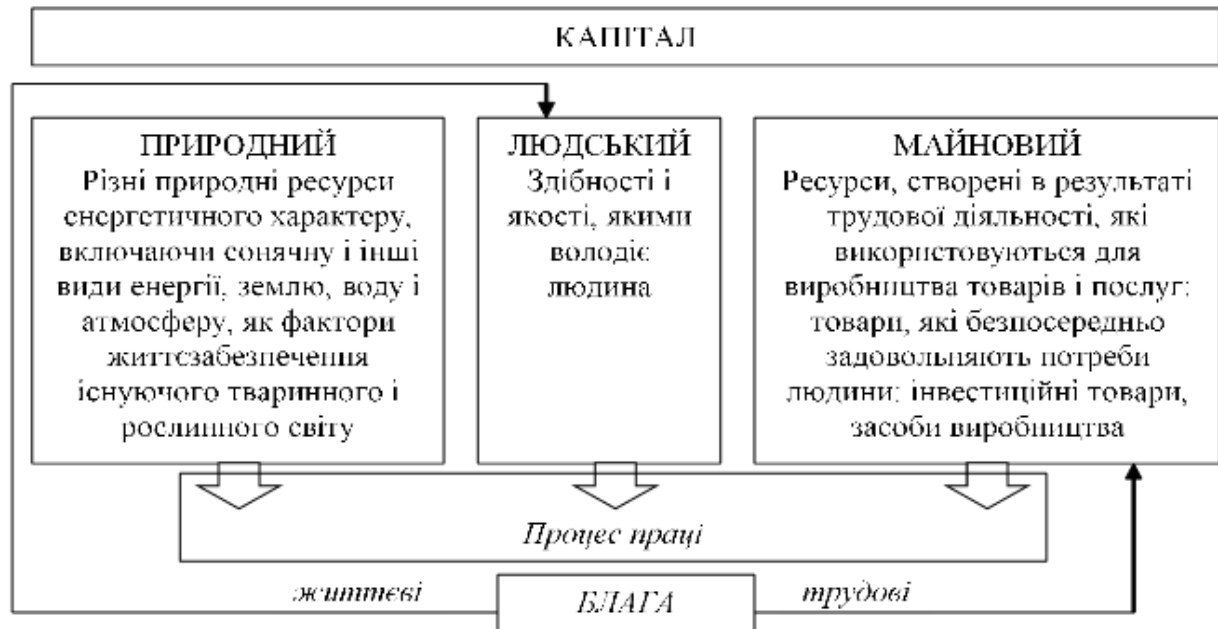 КАПІТАЛ
ПРИРОДНИЙ
Різні природні ресурси
енергетичного характеру,
включаючи сонячну і інші
види енергії, землю, воду і
атмосферу, як фактори
життєзабезпечення
існуючого тваринного і
рослинного світу
ЛЮДСЬКИЙ
Здібності і
якості, якими
володіє
людина
МАЙНОВИЙ
Ресурси, створені в результаті
трудової діяльності, які
використовуються для
виробництва товарів і послуг:
товари, які безпосередньо
задовольняють потреби
людини: інвестиційні товари,
засоби виробництва
Процес праці
життєві
БЛАГА
трудові